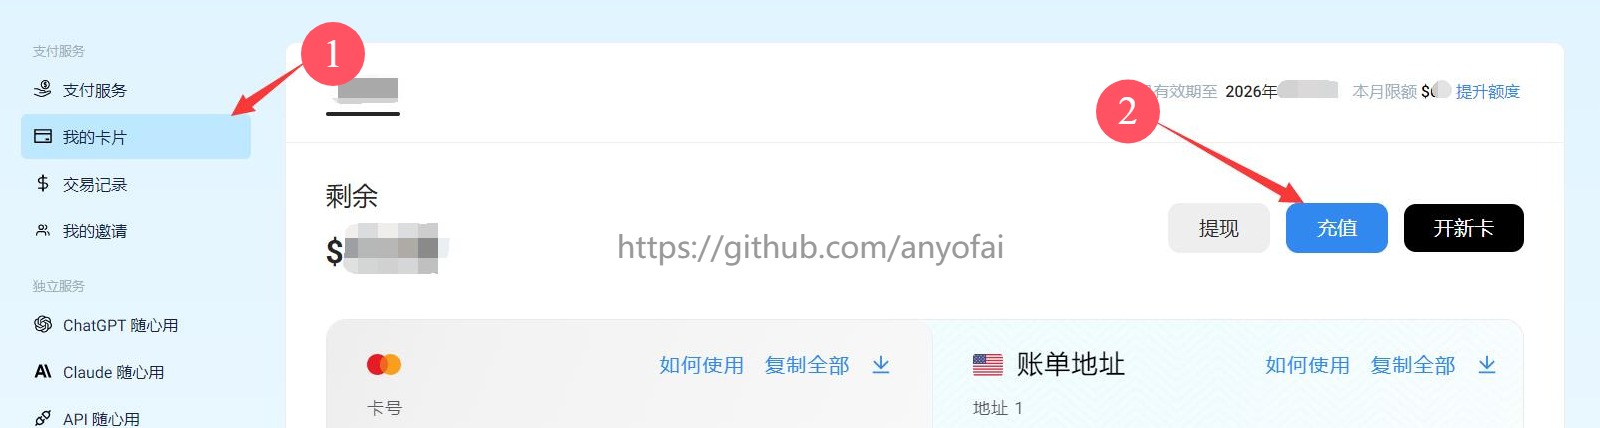 支付服务
支付服务
我的卡片
交易记录
我的邀请
独立服务
ChatGPT 随心用
Claude 随心用
API 随心用
1
2
有效期至 2026年
本月限额 $
提升额度
剩余
$
https://github.com/anyofai
提现
充值
开新卡
如何使用
复制全部
卡号
账单地址
如何使用
复制全部
地址 1